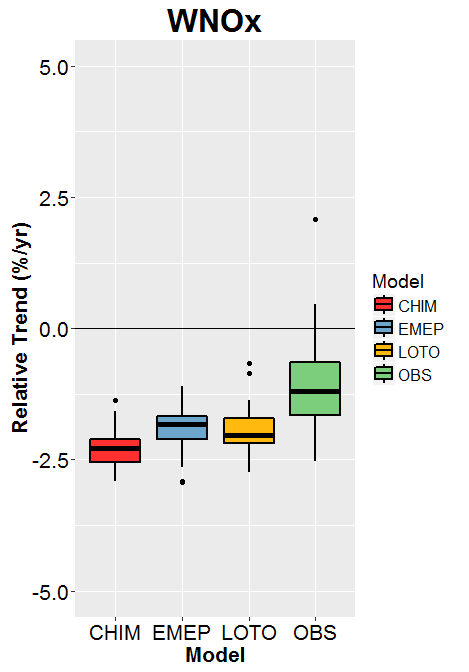 WNOx
Relative Trend (%/yr)
5.0
2.5
0.0
-2.5
-5.0
CHIM EMEP LOTO OBS
Model
Model
CHIM
EMEP
LOTO
OBS